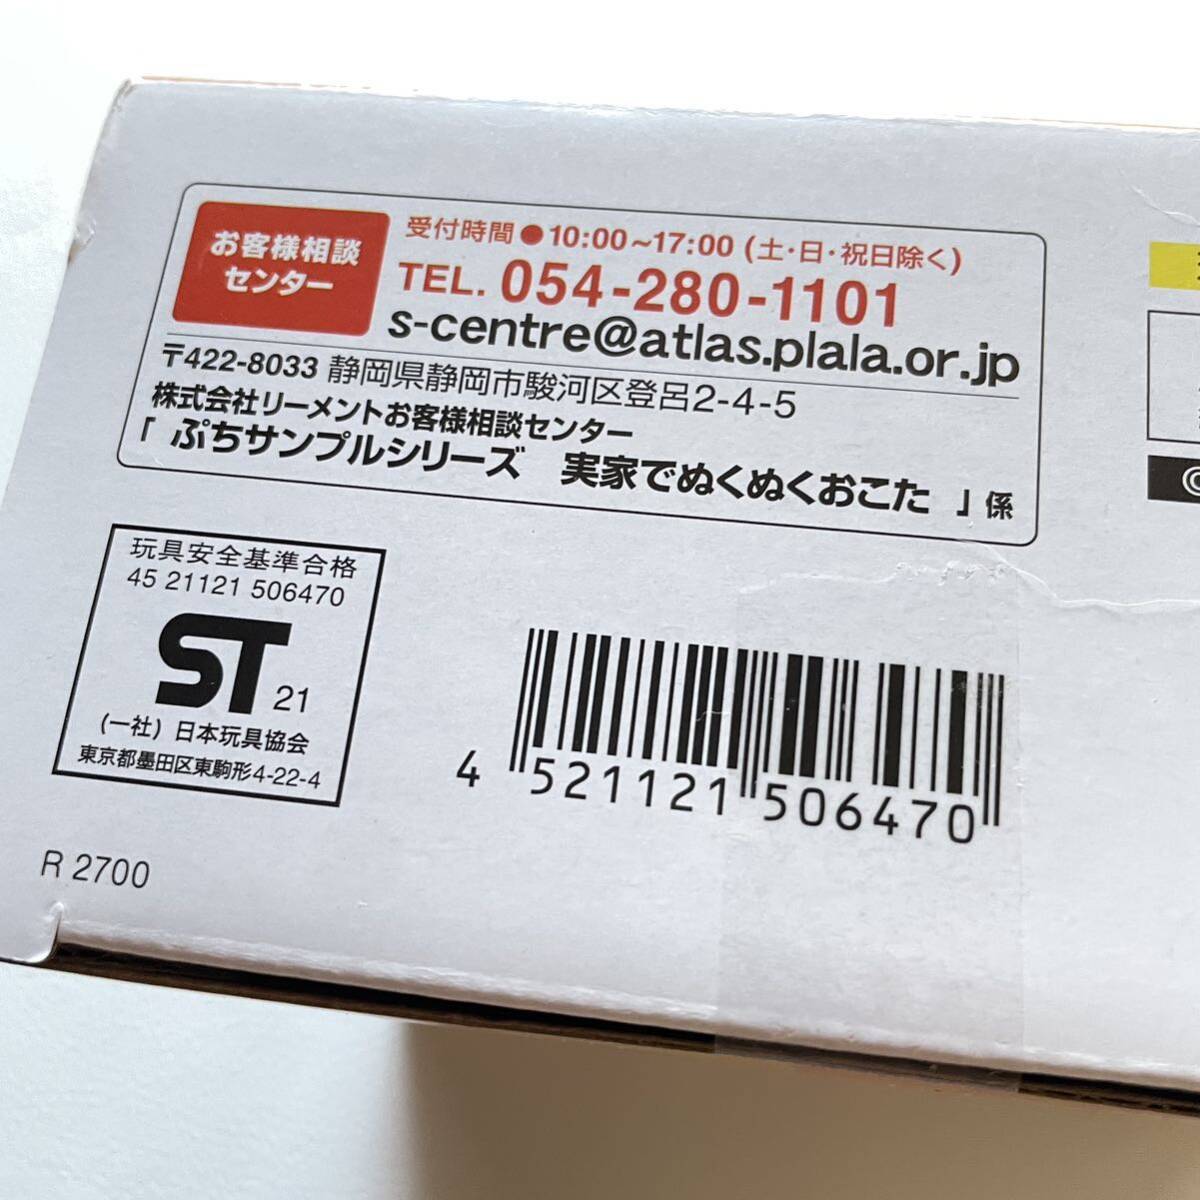 お客様相談
センター
受付時間●10:00~17:00 (土・日・祝日除く)
TEL. 054-280-1101
s-centre@atlas.plala.or.jp
〒422-8033 静岡県静岡市駿河区登呂2-4-5
株式会社リーメントお客様相談センター
「 ぷちサンプルシリーズ 実家でぬくぬくおこた 」係
玩具安全基準合格
45 21121 506470
ST 21
(一社) 日本玩具協会
東京都墨田区東駒形4-22-4
4 521121 506470
R 2700